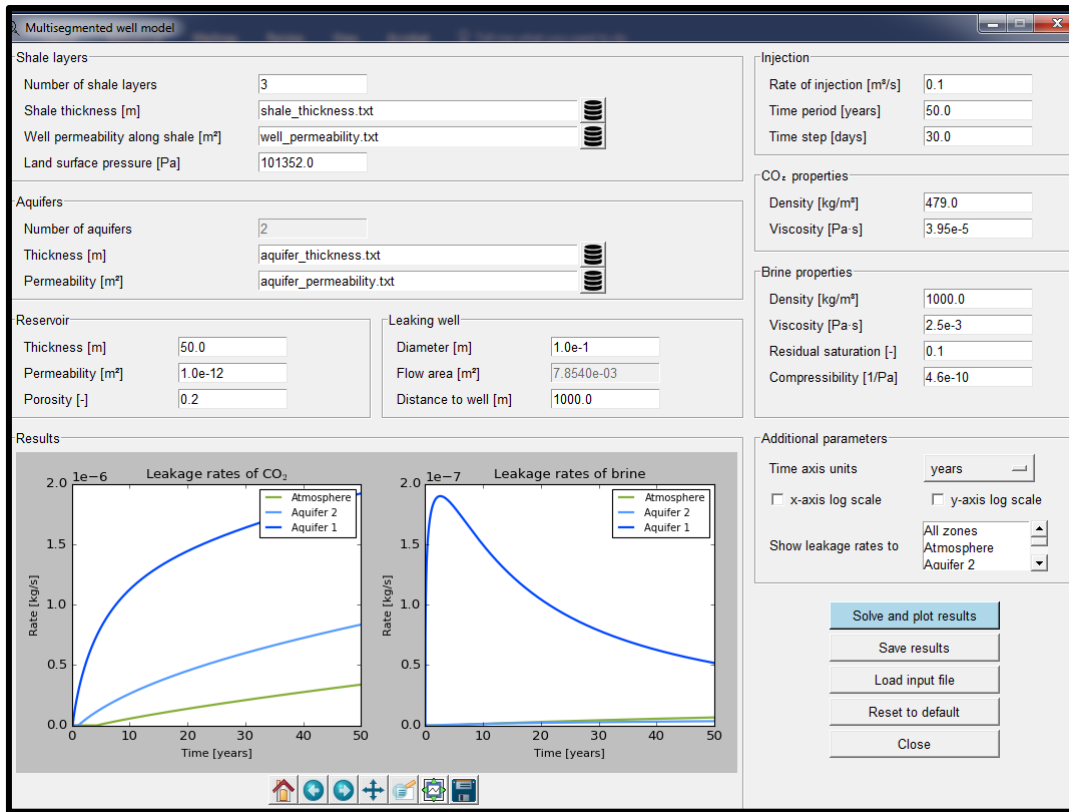 Multisegmented well model
Shale layers
Number of shale layers 3
Shale thickness [m] shale_thickness.txt
Well permeability along shale [m²] well_permeability.txt
Land surface pressure [Pa] 101352.0
Aquifers
Number of aquifers 2
Thickness [m] aquifer_thickness.txt
Permeability [m²] aquifer_permeability.txt
Reservoir
Thickness [m] 50.0
Permeability [m²] 1.0e-12
Porosity [-] 0.2
Leaking well
Diameter [m] 1.0e-1
Flow area [m²] 7.8540e-03
Distance to well [m] 1000.0
Injection
Rate of injection [m³/s] 0.1
Time period [years] 50.0
Time step [days] 30.0
CO₂ properties
Density [kg/m³] 479.0
Viscosity [Pa·s] 3.95e-5
Brine properties
Density [kg/m³] 1000.0
Viscosity [Pa·s] 2.5e-3
Residual saturation [-] 0.1
Compressibility [1/Pa] 4.6e-10
Results
1e−6 Leakage rates of CO₂
2.0
1.5
1.0
0.5
0.0
Rate [kg/s]
Atmosphere
Aquifer 2
Aquifer 1
0 10 20 30 40 50
Time [years]
1e−7 Leakage rates of brine
2.0
1.5
1.0
0.5
0.0
Rate [kg/s]
Atmosphere
Aquifer 2
Aquifer 1
0 10 20 30 40 50
Time [years]
Additional parameters
Time axis units years
x-axis log scale y-axis log scale
Show leakage rates to
All zones
Atmosphere
Aquifer 2
Solve and plot results
Save results
Load input file
Reset to default
Close